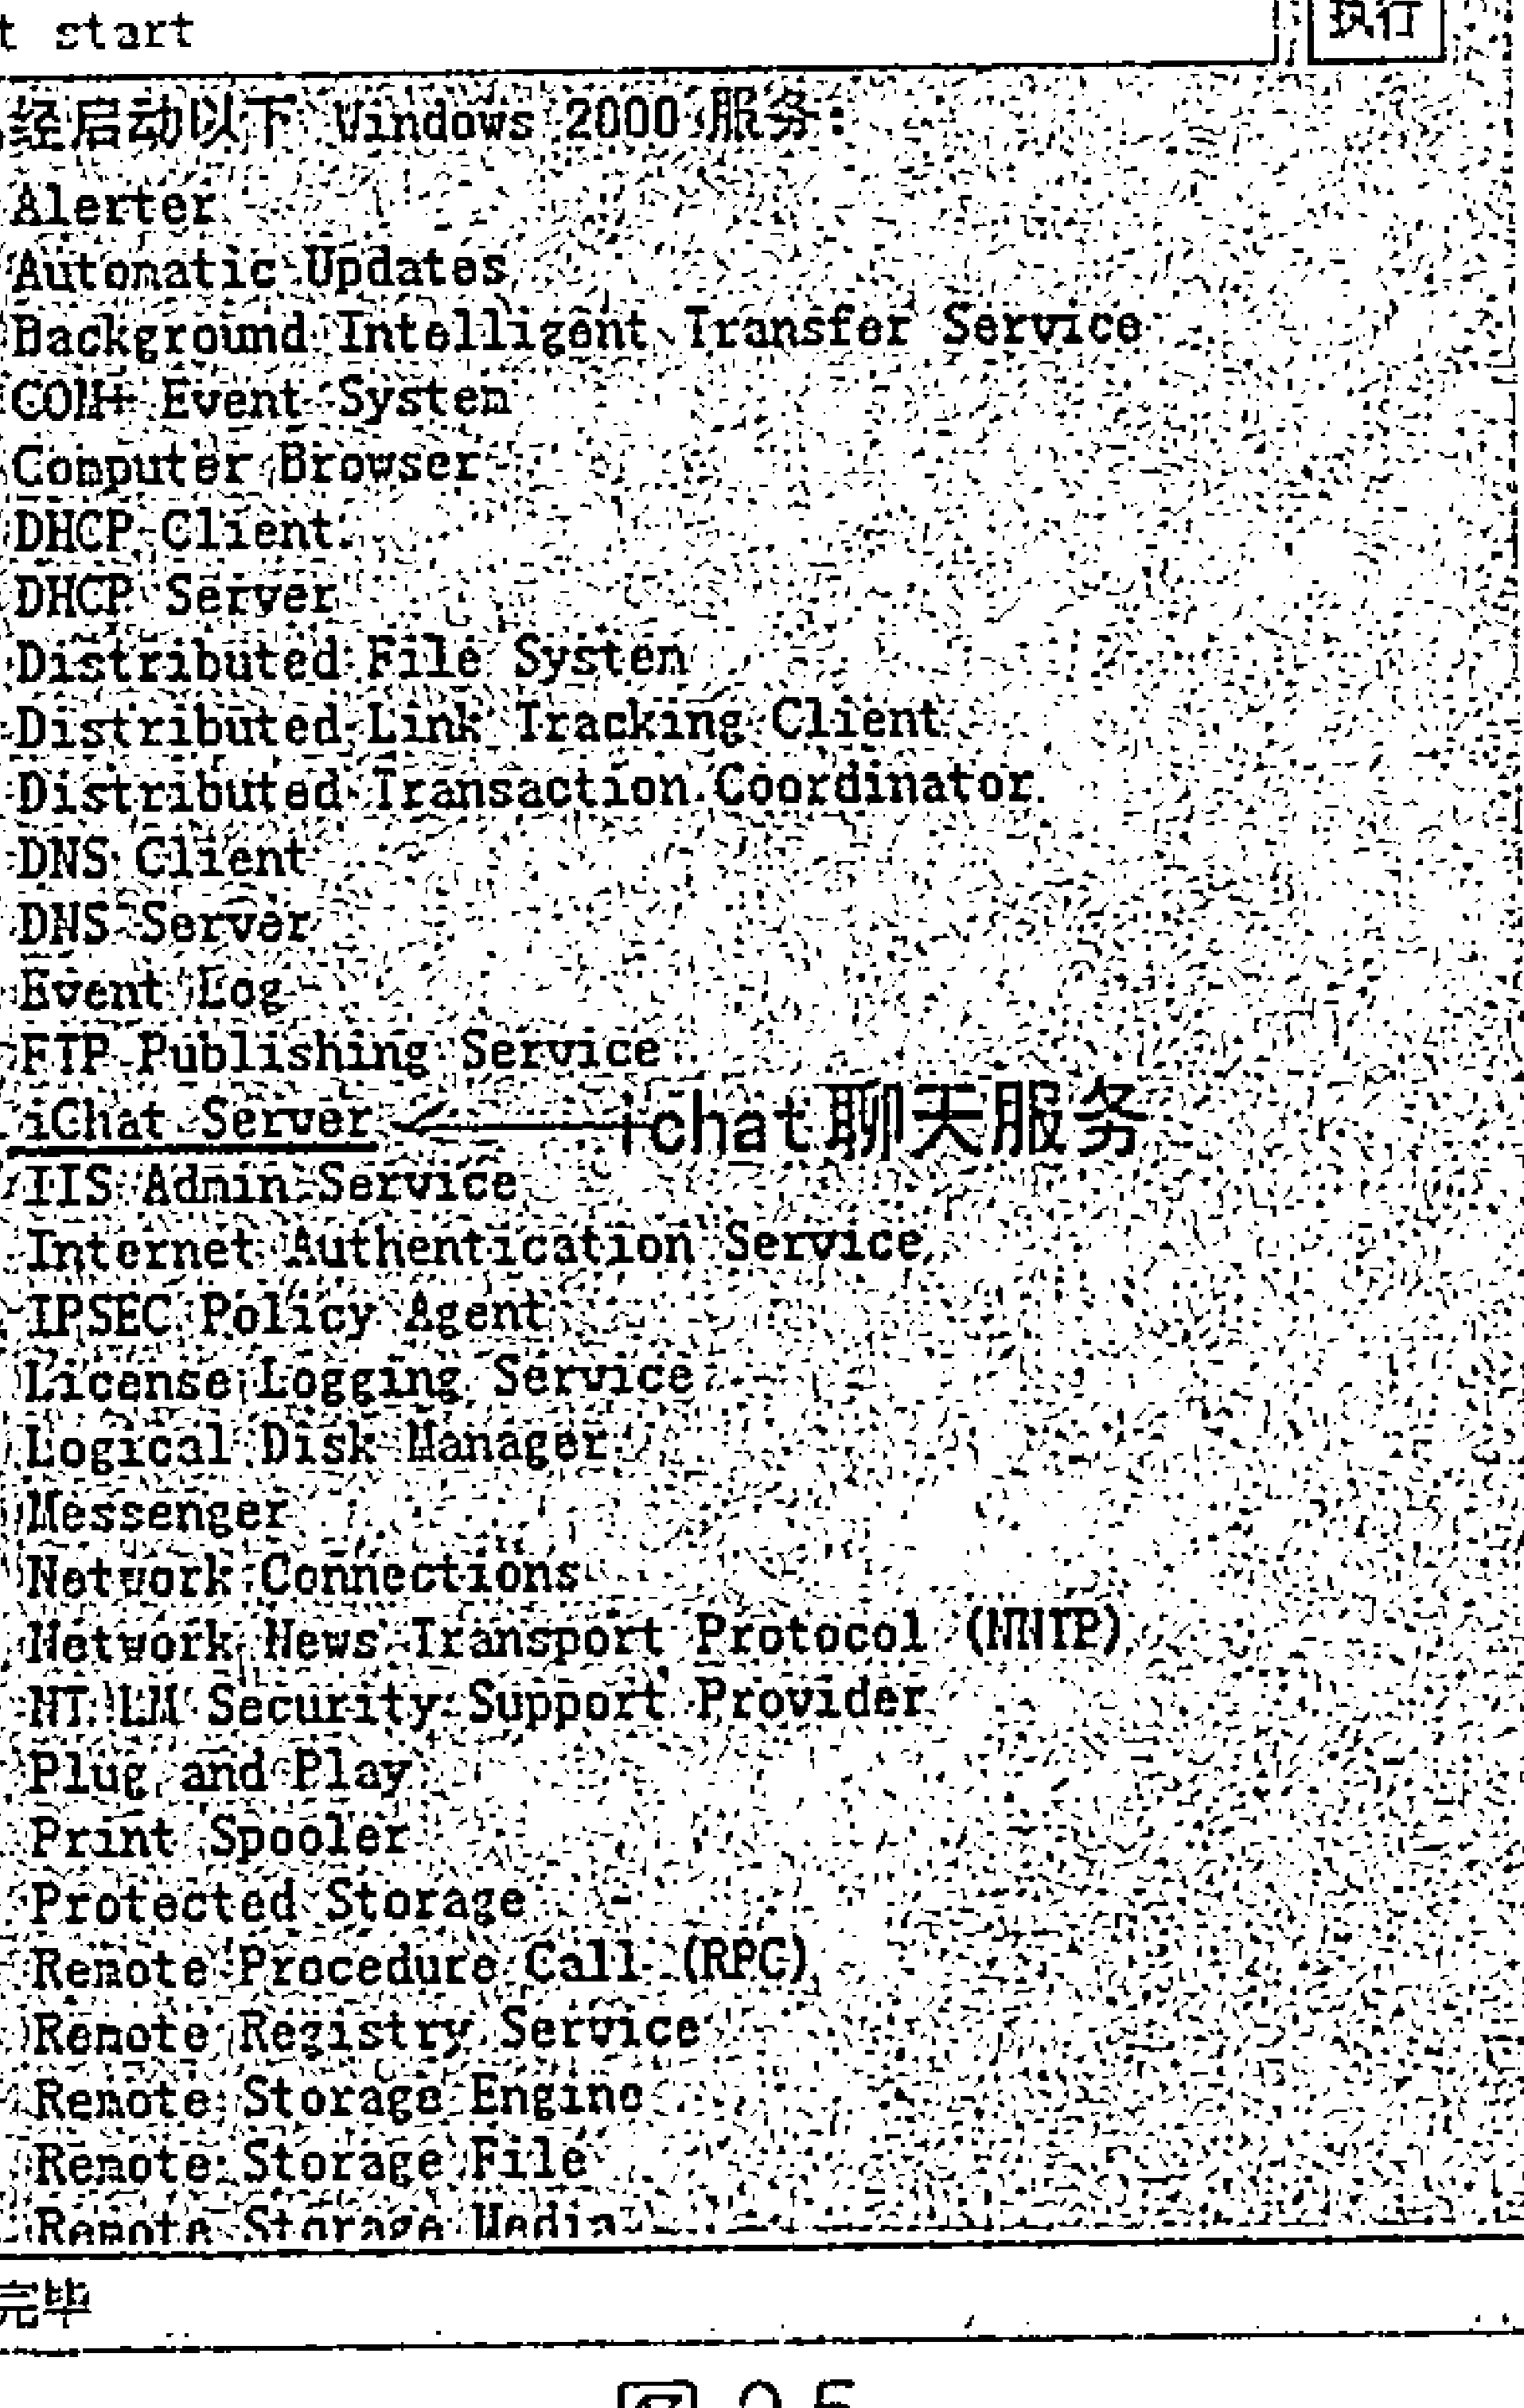 t start
执行
经启动以下 Windows 2000 服务:
Alerter
Automatic Updates
Background Intelligent Transfer Service
COM+ Event System
Computer Browser
DHCP Client
DHCP Server
Distributed File System
Distributed Link Tracking Client
Distributed Transaction Coordinator
DNS Client
DNS Server
Event Log
FTP Publishing Service
iChat Server ichat聊天服务
IIS Admin Service
Internet Authentication Service
IPSEC Policy Agent
License Logging Service
Logical Disk Manager
Messenger
Network Connections
Network News Transport Protocol (NNTP)
NT LM Security Support Provider
Plug and Play
Print Spooler
Protected Storage
Remote Procedure Call (RPC)
Remote Registry Service
Remote Storage Engine
Remote Storage File
Remote Storage Media
完毕